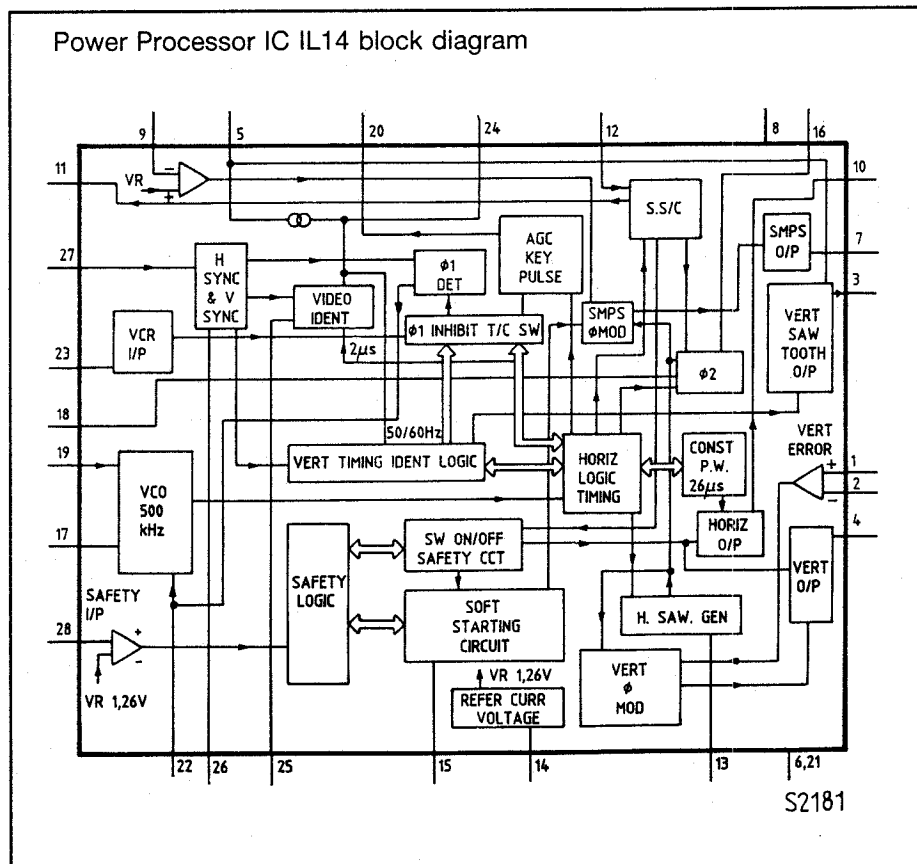 Power Processor IC IL14 block diagram
9
5
20
24
12
8
16
11
VR
-
+
10
S.S/C
27
H
SYNC
& V
SYNC
Φ1
DET
AGC
KEY
PULSE
SMPS
O/P
7
3
VIDEO
IDENT
SMPS
ΦMOD
VERT
SAW
TOOTH
O/P
VCR
I/P
Φ1 INHIBIT T/C SW
2µs
23
Φ2
18
50/60Hz
VERT
ERROR
19
VERT TIMING IDENT LOGIC
HORIZ
LOGIC
TIMING
CONST
P.W.
26µs
+
1
2
-
VCO
500
kHz
HORIZ
O/P
4
17
SW ON/OFF
SAFETY CCT
VERT
O/P
SAFETY
I/P
SAFETY
LOGIC
SOFT
STARTING
CIRCUIT
H. SAW. GEN
28
+
-
VR 1,26V
VR 1,26V
REFER CURR
VOLTAGE
VERT
Φ
MOD
22
26
25
15
14
13
6,21
S2181